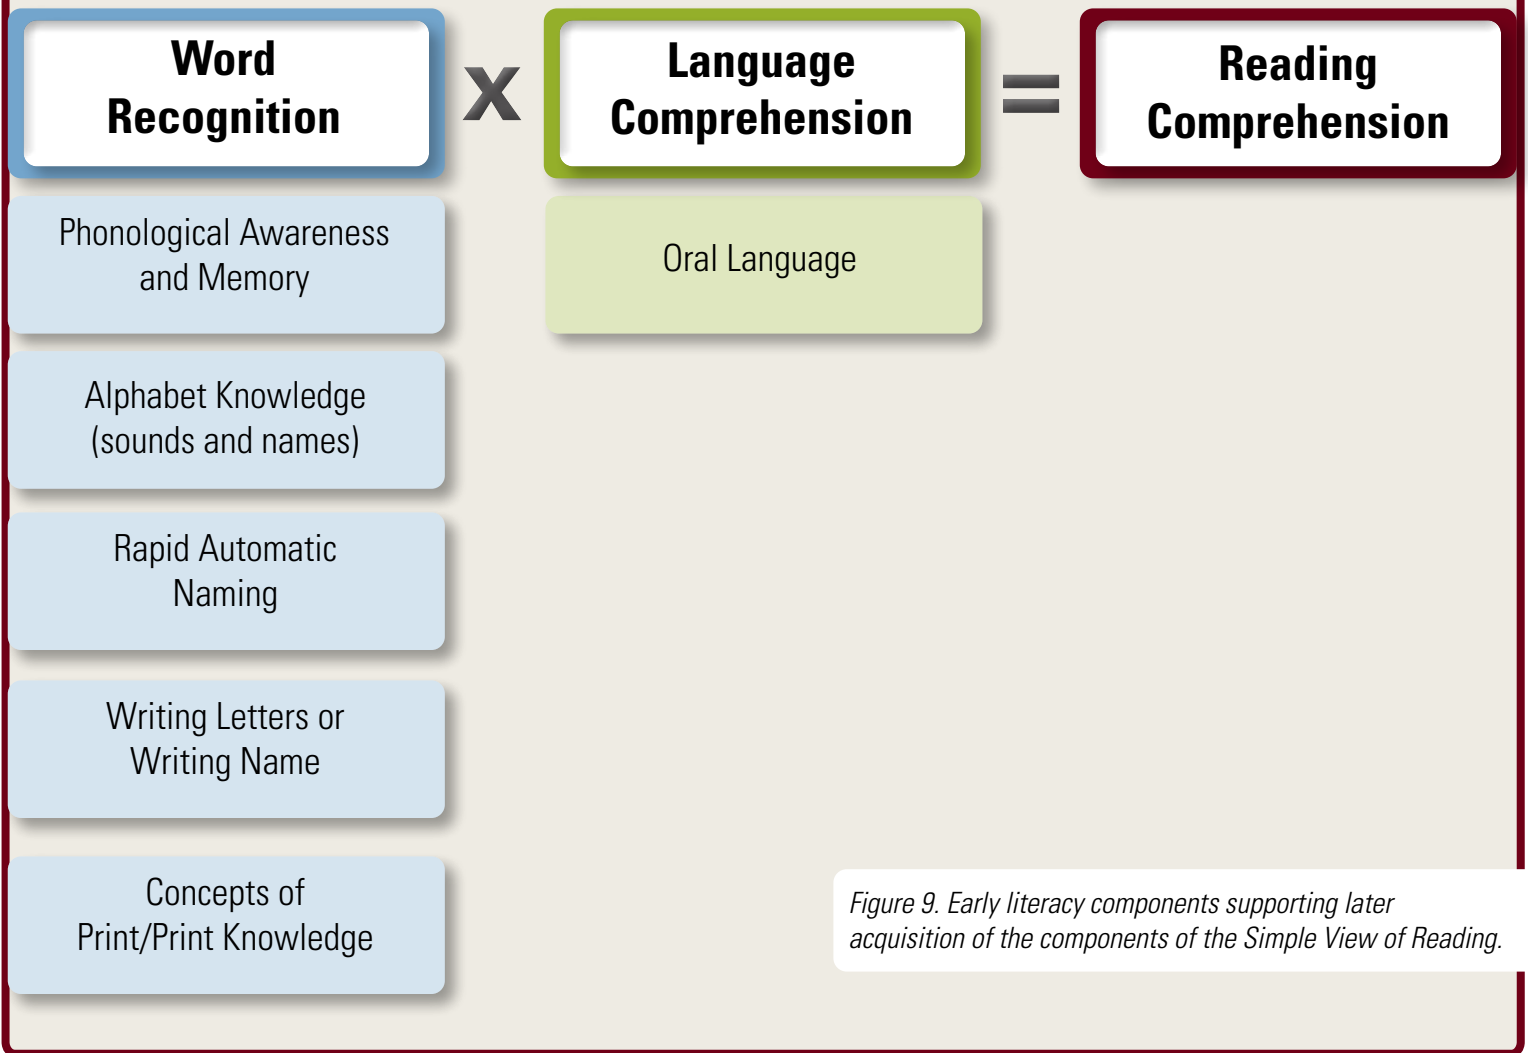 Word
Recognition
x
Language
Comprehension
=
Reading
Comprehension
Phonological Awareness
and Memory
Oral Language
Alphabet Knowledge
(sounds and names)
Rapid Automatic
Naming
Writing Letters or
Writing Name
Concepts of
Print/Print Knowledge
Figure 9. Early literacy components supporting later
acquisition of the components of the Simple View of Reading.